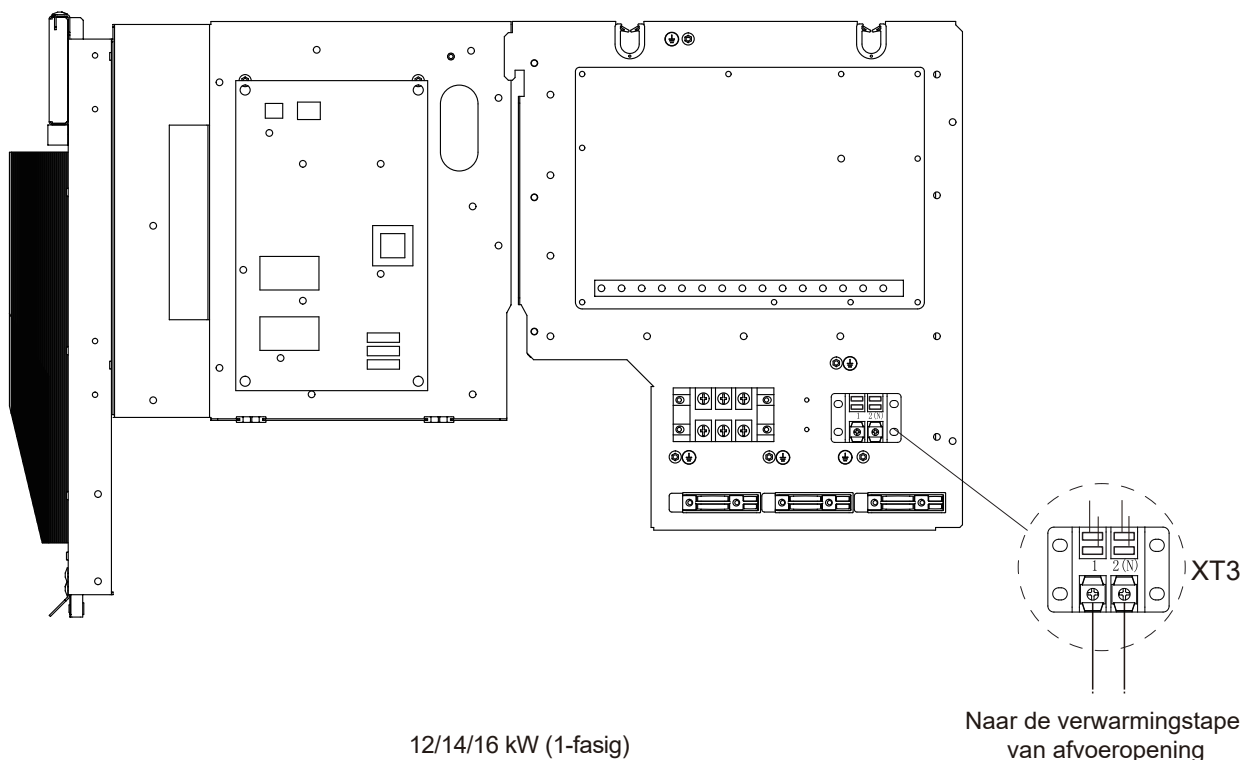 1 2(N)
1 2(N)
XT3
Naar de verwarmingstape
van afvoeropening
12/14/16 kW (1-fasig)